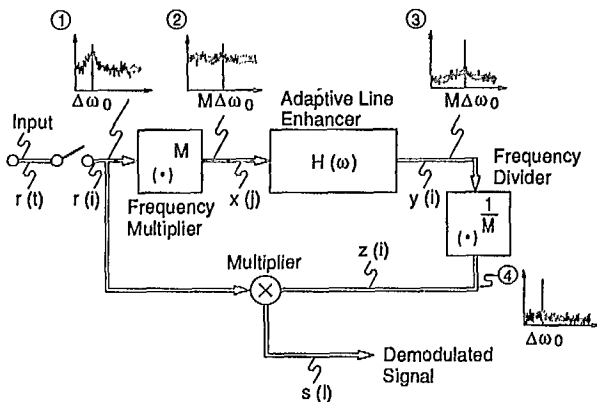 ①
②
③
Δω₀
MΔω₀
MΔω₀
Input
Adaptive Line
Enhancer
Frequency
Divider
(•)ᴹ
H (ω)
r (t)
r (i)
x (j)
y (i)
Frequency
Multiplier
(•)
1
M
Multiplier
z (i)
④
Δω₀
Demodulated
Signal
s (l)